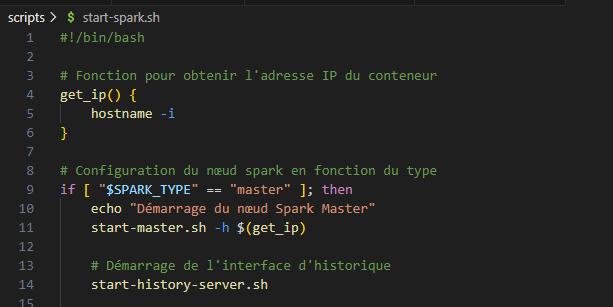 scripts > $ start-spark.sh
1 #!/bin/bash
2
3 # Fonction pour obtenir l'adresse IP du conteneur
4 get_ip() {
5 hostname -i
6 }
7
8 # Configuration du nœud spark en fonction du type
9 if [ "$SPARK_TYPE" == "master" ]; then
10 echo "Démarrage du nœud Spark Master"
11 start-master.sh -h $(get_ip)
12
13 # Démarrage de l'interface d'historique
14 start-history-server.sh
15